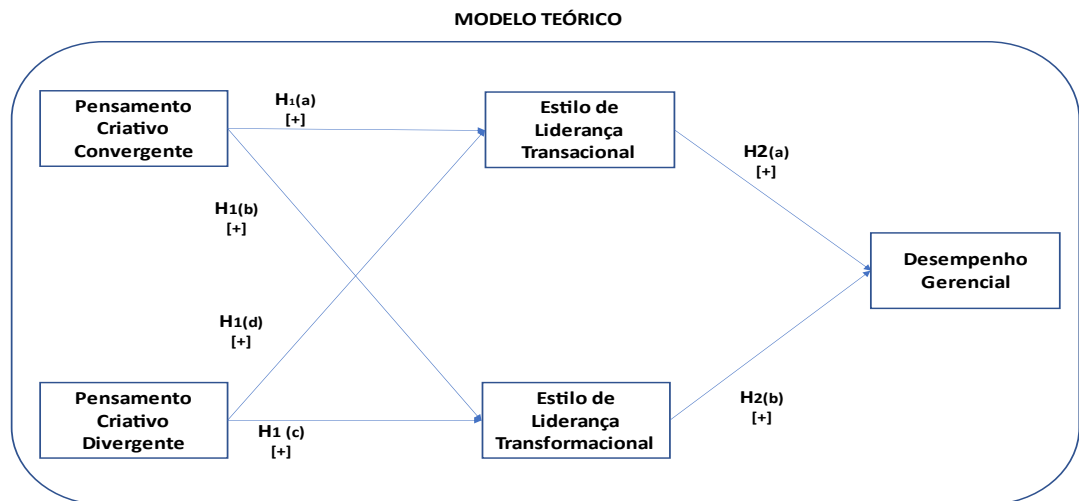 MODELO TEÓRICO
Pensamento
Criativo
Convergente
H1(a)
[+]
Estilo de
Liderança
Transacional
H2(a)
[+]
H1(b)
[+]
Desempenho
Gerencial
H1(d)
[+]
Pensamento
Criativo
Divergente
H1 (c)
[+]
Estilo de
Liderança
Transformacional
H2(b)
[+]